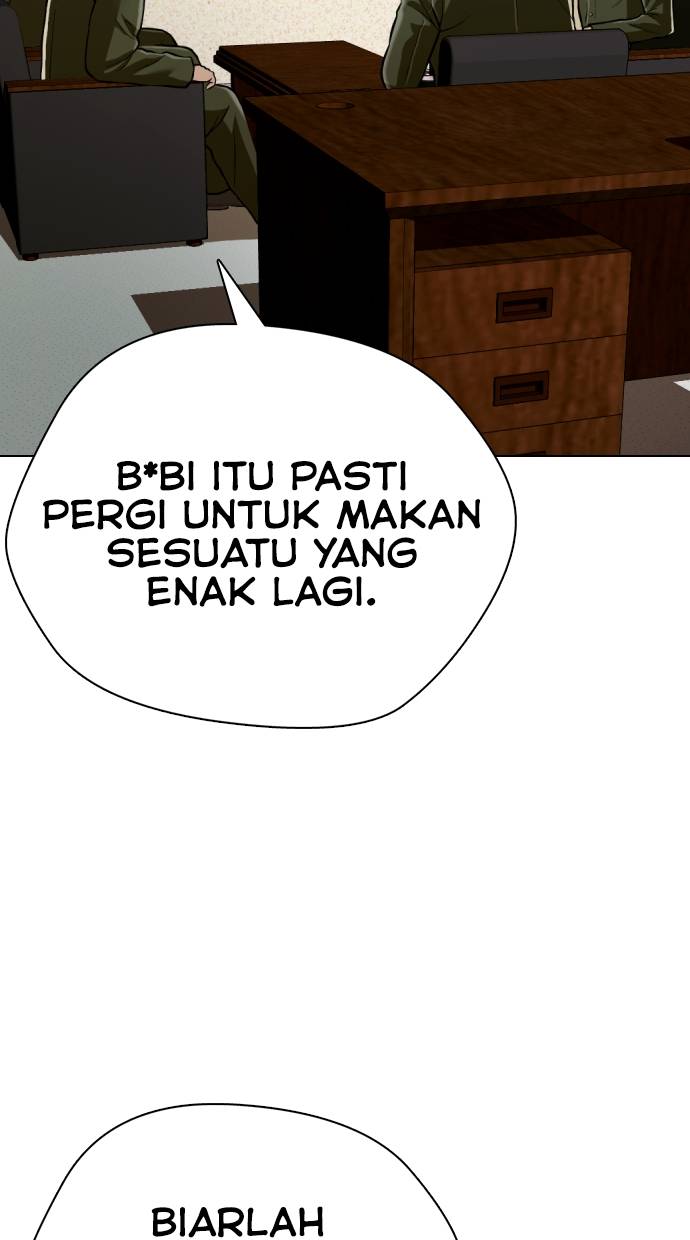 B*BI ITU PASTI
PERGI UNTUK MAKAN
SESUATU YANG
ENAK LAGI.
BIARLAH